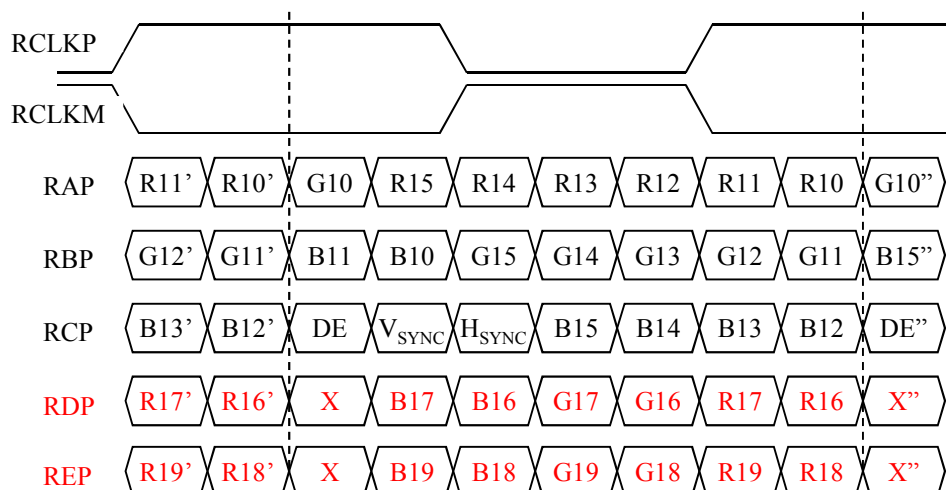 RCLKP
RCLKM
RAP R11’ R10’ G10 R15 R14 R13 R12 R11 R10 G10”
RBP G12’ G11’ B11 B10 G15 G14 G13 G12 G11 B15”
RCP B13’ B12’ DE VSYNC HSYNC B15 B14 B13 B12 DE”
RDP R17’ R16’ X B17 B16 G17 G16 R17 R16 X”
REP R19’ R18’ X B19 B18 G19 G18 R19 R18 X”